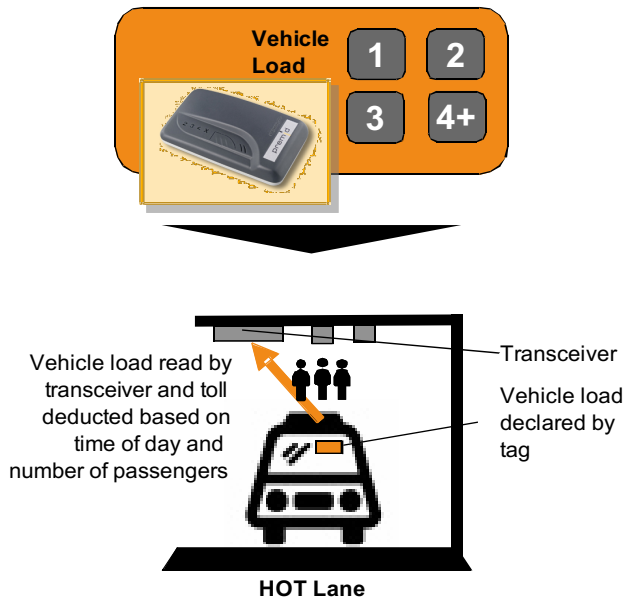 Vehicle
Load
1
2
3
4+
prem'd
Vehicle load read by
transceiver and toll
deducted based on
time of day and
number of passengers
Transceiver
Vehicle load
declared by
tag
HOT Lane